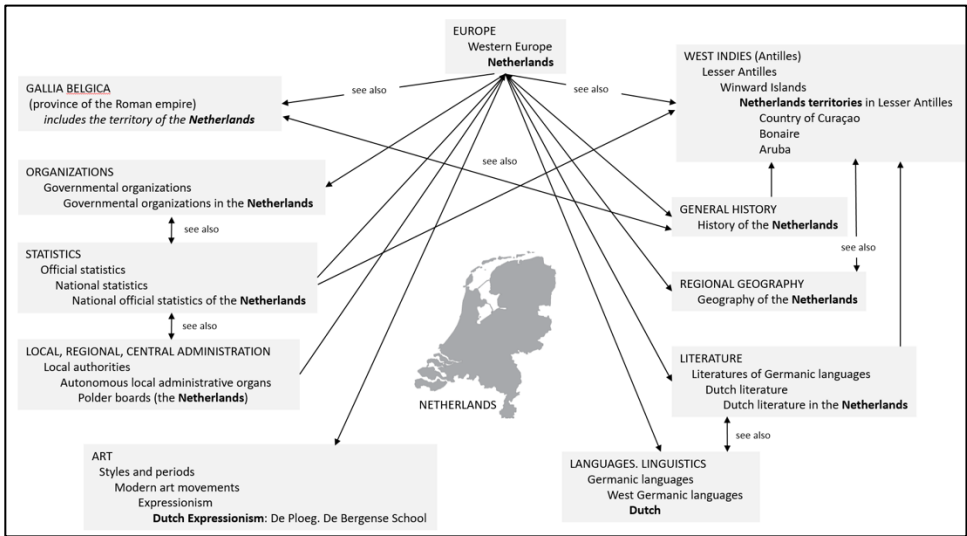 EUROPE
Western Europe
Netherlands
GALLIA BELGICA
(province of the Roman empire)
includes the territory of the Netherlands
see also
see also
WEST INDIES (Antilles)
Lesser Antilles
Winward Islands
Netherlands territories in Lesser Antilles
Country of Curaçao
Bonaire
Aruba
see also
ORGANIZATIONS
Governmental organizations
Governmental organizations in the Netherlands
see also
STATISTICS
Official statistics
National statistics
National official statistics of the Netherlands
see also
LOCAL, REGIONAL, CENTRAL ADMINISTRATION
Local authorities
Autonomous local administrative organs
Polder boards (the Netherlands)
GENERAL HISTORY
History of the Netherlands
see also
REGIONAL GEOGRAPHY
Geography of the Netherlands
NETHERLANDS
LITERATURE
Literatures of Germanic languages
Dutch literature
Dutch literature in the Netherlands
see also
ART
Styles and periods
Modern art movements
Expressionism
Dutch Expressionism: De Ploeg. De Bergense School
LANGUAGES. LINGUISTICS
Germanic languages
West Germanic languages
Dutch